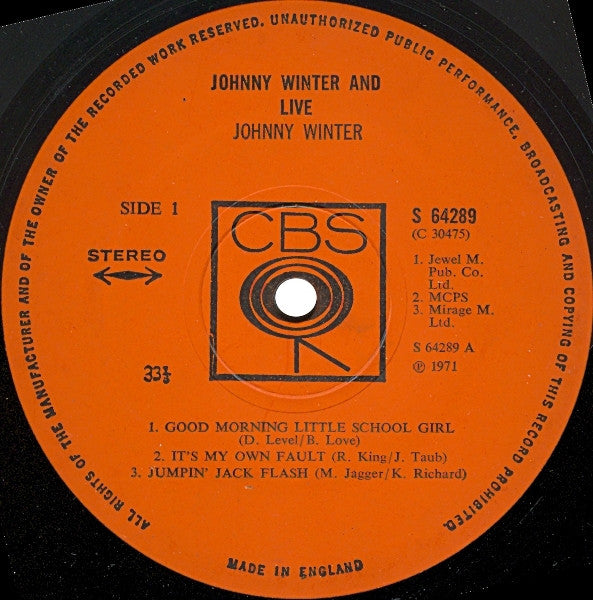 ALL RIGHTS OF THE MANUFACTURER AND OF THE OWNER OF THE RECORDED WORK RESERVED. UNAUTHORIZED PUBLIC PERFORMANCE, BROADCASTING AND COPYING OF THIS RECORD PROHIBITED.
JOHNNY WINTER AND
LIVE
JOHNNY WINTER
SIDE 1
STEREO
33⅓
CBS
S 64289
(C 30475)
1. Jewel M.
Pub. Co.
Ltd.
2. MCPS
3. Mirage M.
Ltd.
S 64289 A
℗ 1971
1. GOOD MORNING LITTLE SCHOOL GIRL
(D. Level/B. Love)
2. IT'S MY OWN FAULT (R. King/J. Taub)
3. JUMPIN' JACK FLASH (M. Jagger/K. Richard)
MADE IN ENGLAND